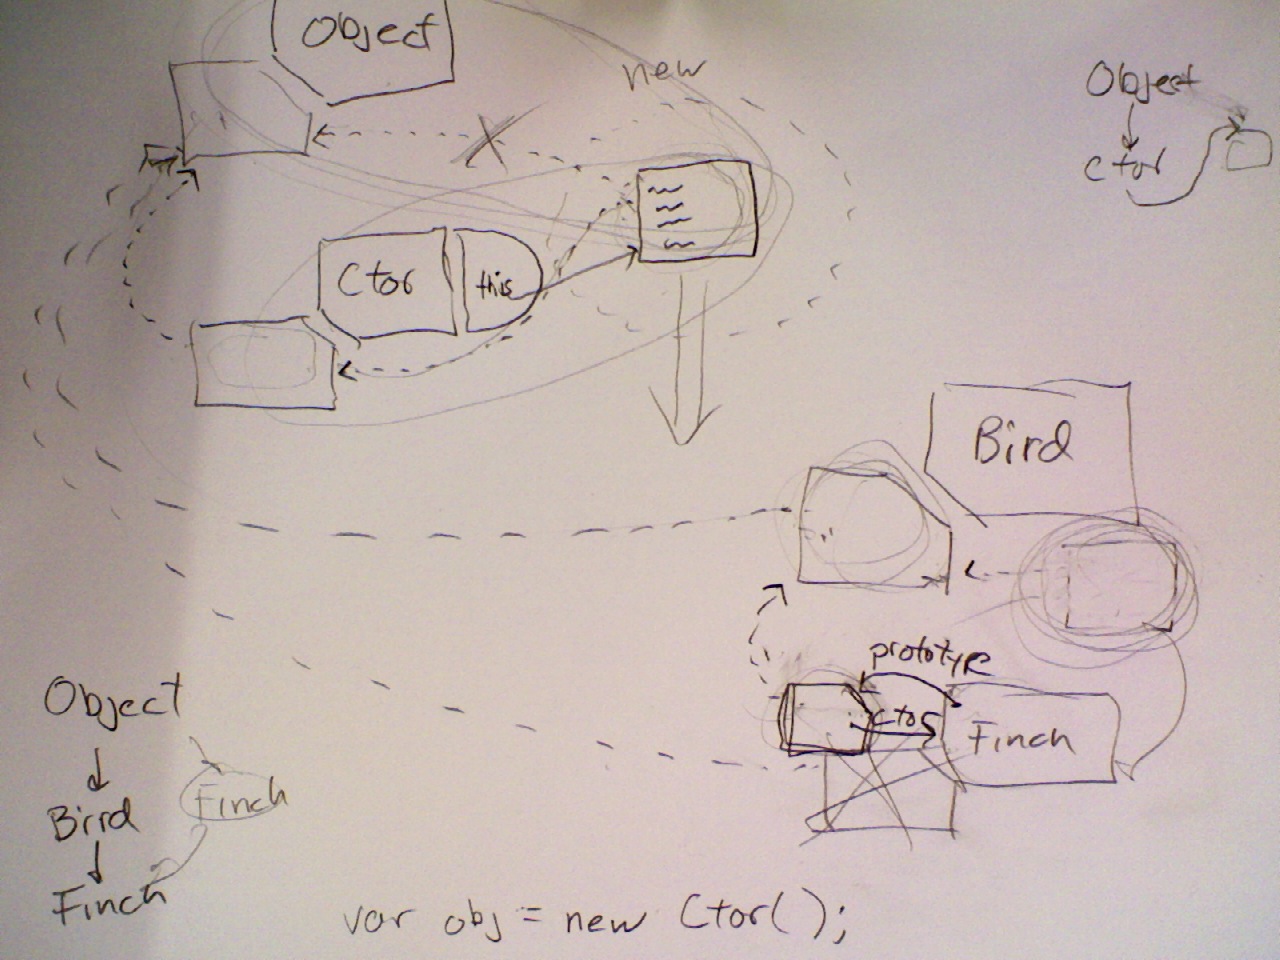 Object
new
Object
Ctor
Ctor
this
Bird
prototype
ctor
Finch
Object
Bird
Finch
Finch
var obj = new Ctor();